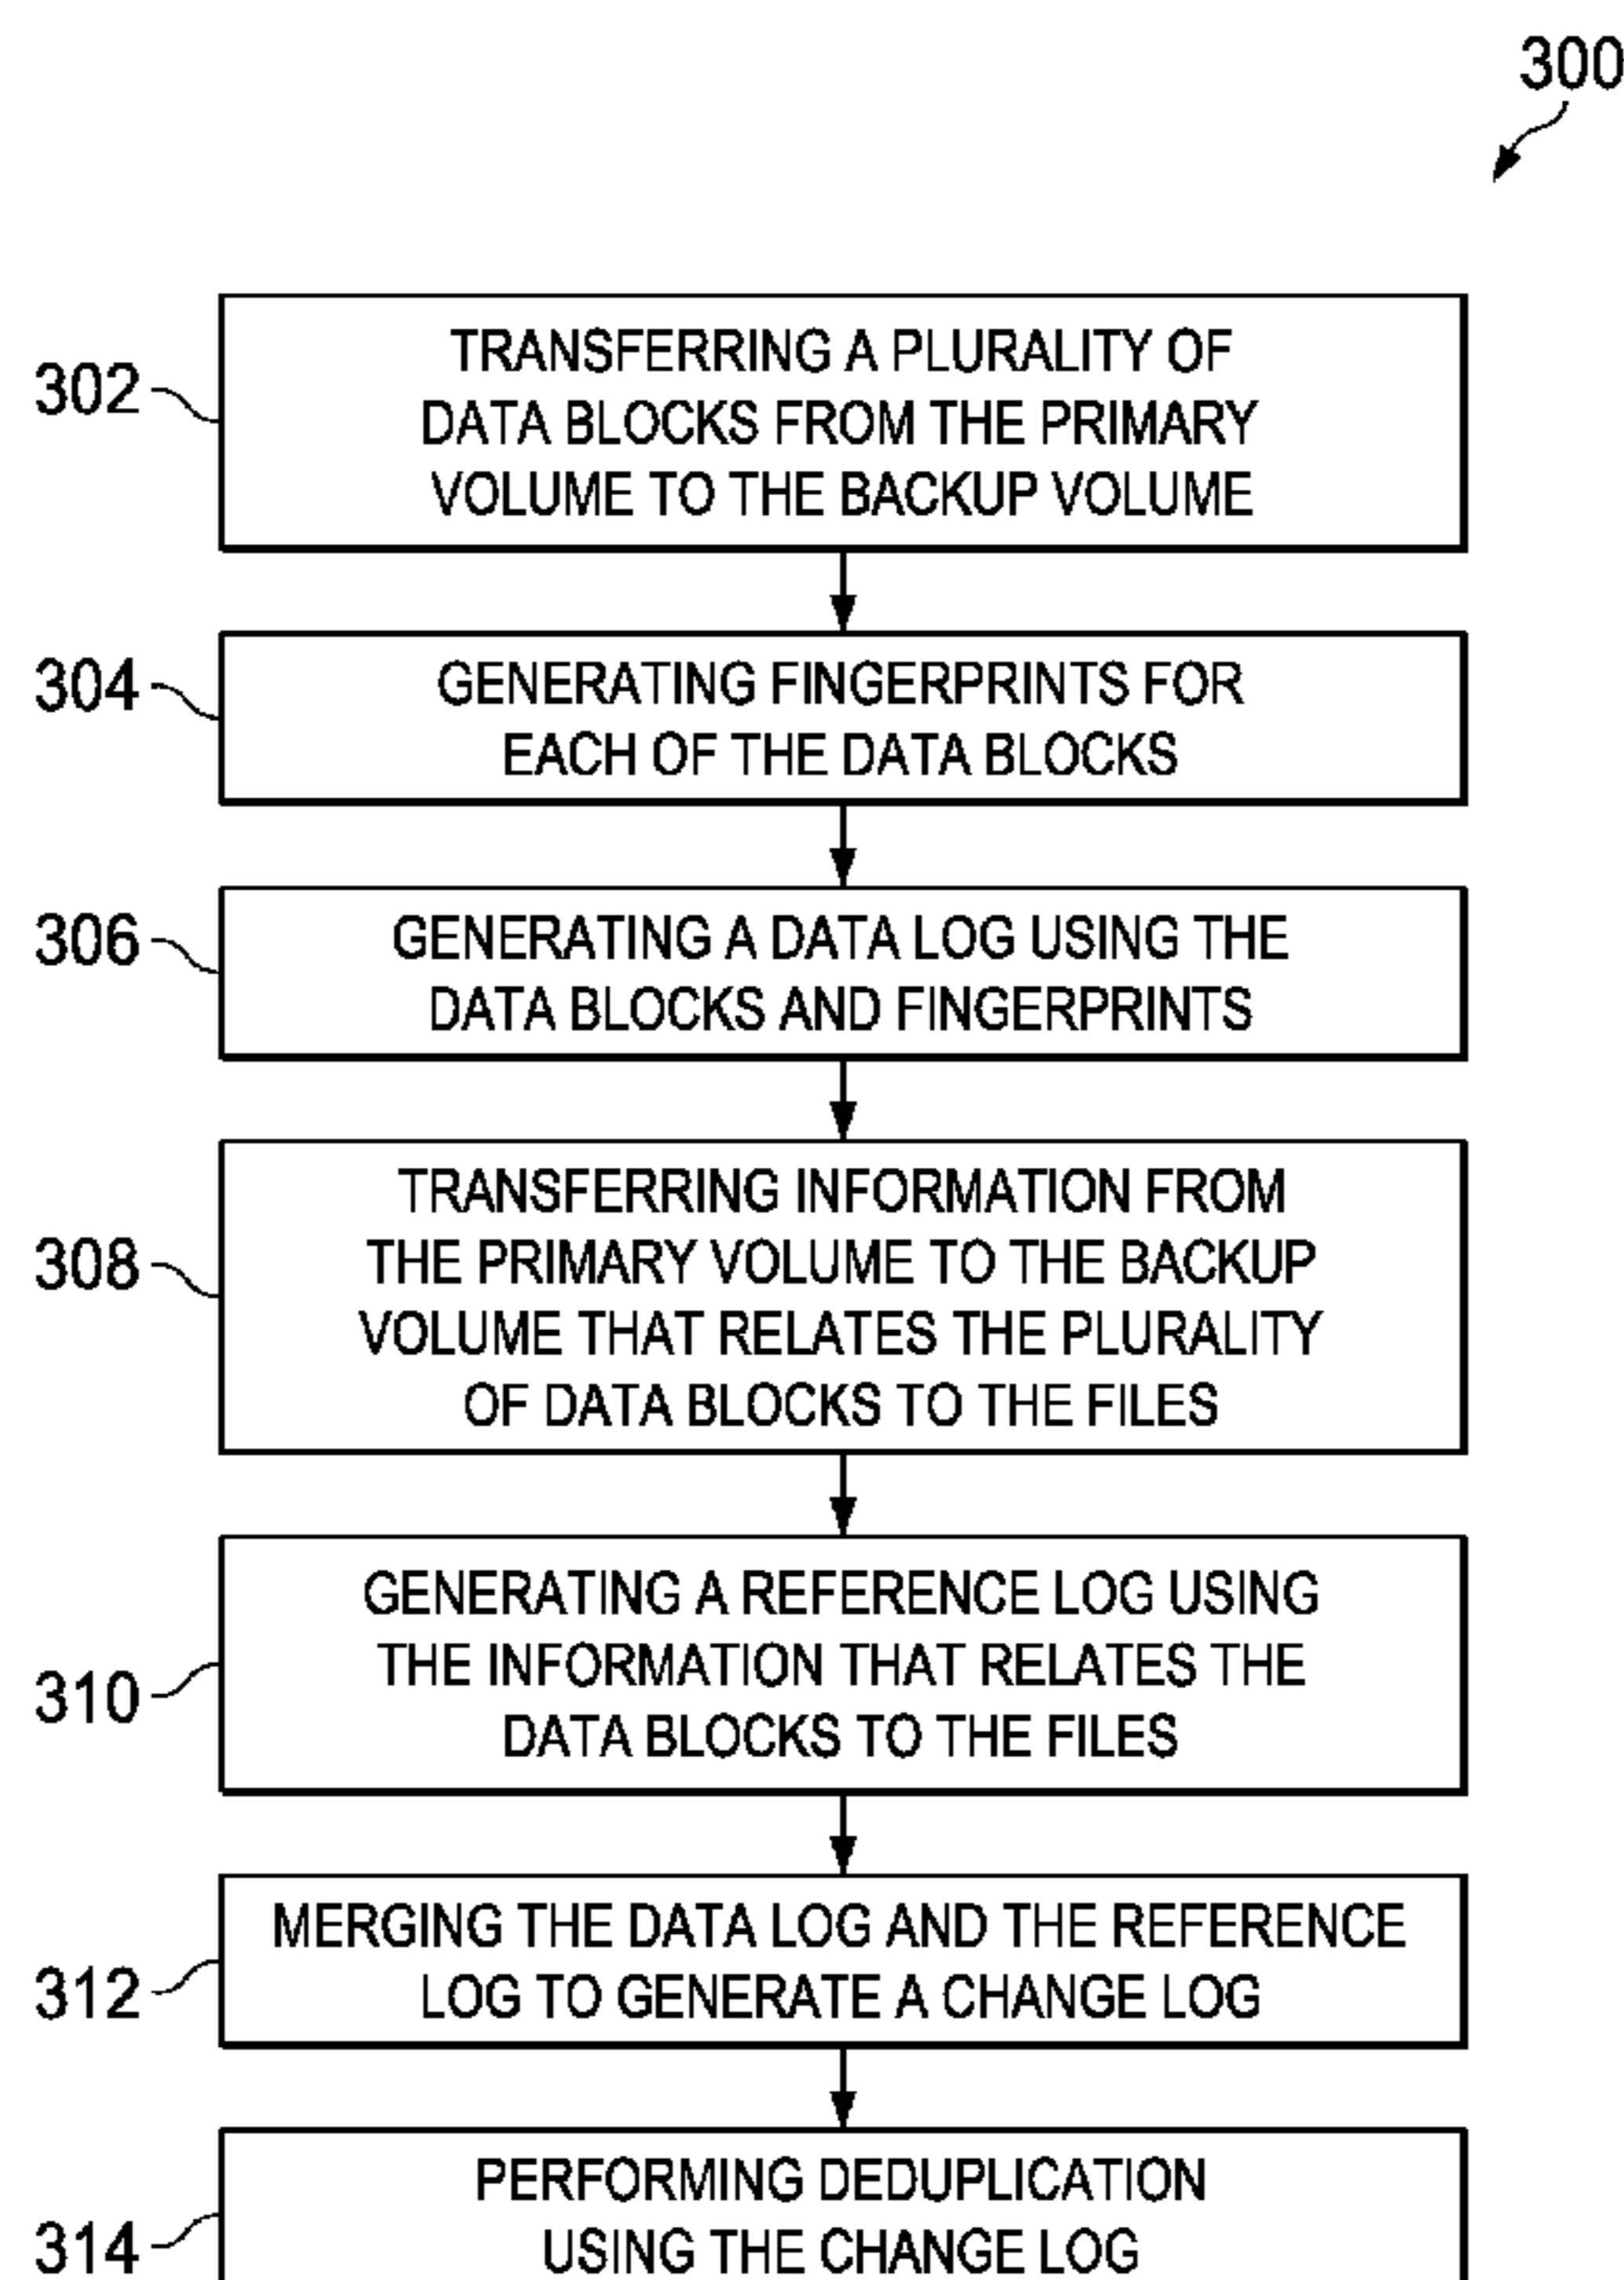 300
302
TRANSFERRING A PLURALITY OF
DATA BLOCKS FROM THE PRIMARY
VOLUME TO THE BACKUP VOLUME
304
GENERATING FINGERPRINTS FOR
EACH OF THE DATA BLOCKS
306
GENERATING A DATA LOG USING THE
DATA BLOCKS AND FINGERPRINTS
308
TRANSFERRING INFORMATION FROM
THE PRIMARY VOLUME TO THE BACKUP
VOLUME THAT RELATES THE PLURALITY
OF DATA BLOCKS TO THE FILES
310
GENERATING A REFERENCE LOG USING
THE INFORMATION THAT RELATES THE
DATA BLOCKS TO THE FILES
312
MERGING THE DATA LOG AND THE REFERENCE
LOG TO GENERATE A CHANGE LOG
314
PERFORMING DEDUPLICATION
USING THE CHANGE LOG